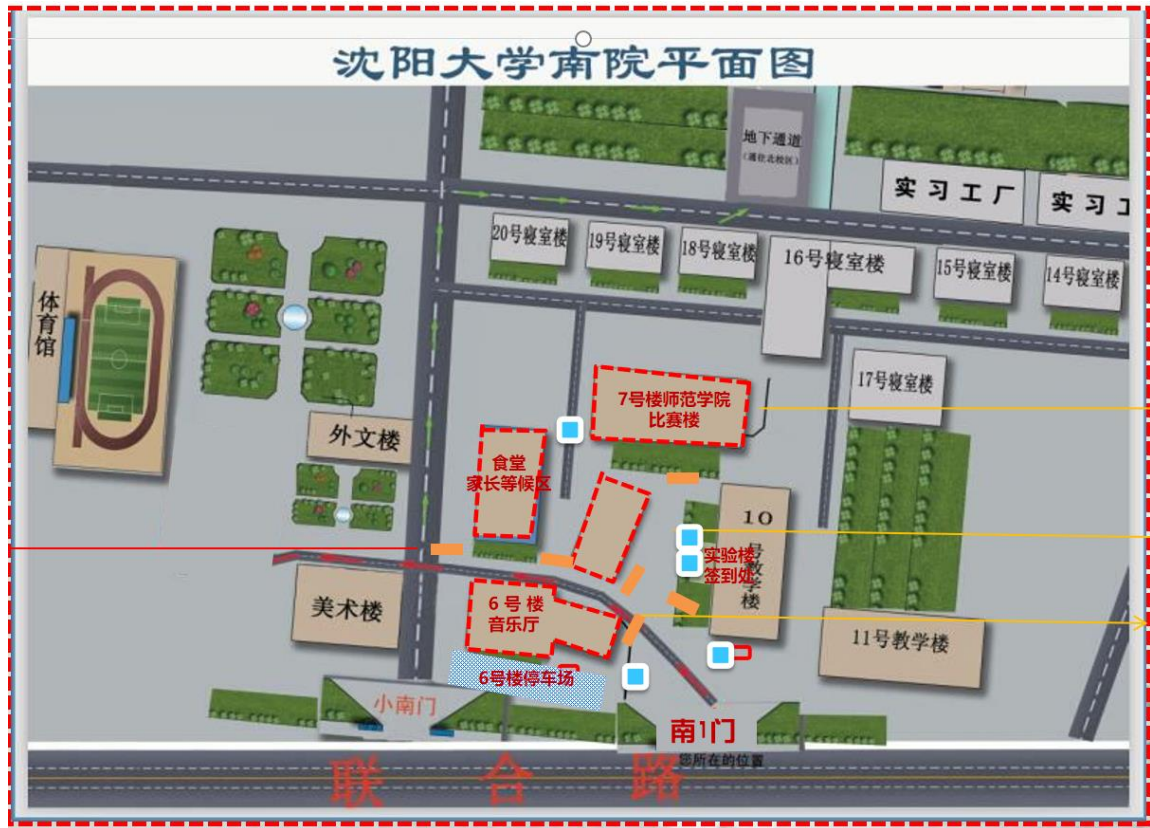 沈阳大学南院平面图
地下通道
（通往北校区）
实习工厂
实习工
20号寝室楼
19号寝室楼
18号寝室楼
16号寝室楼
15号寝室楼
14号寝室楼
体育馆
17号寝室楼
7号楼师范学院
比赛楼
外文楼
食堂
家长等候区
10号教学楼
实验楼
签到处
美术楼
6号楼
音乐厅
11号教学楼
6号楼停车场
小南门
南1门
您所在的位置
联合路